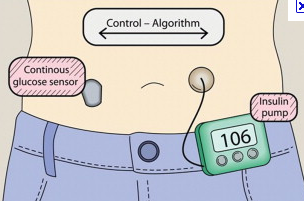 Control – Algorithm
Continous
glucose sensor
Insulin
pump
106